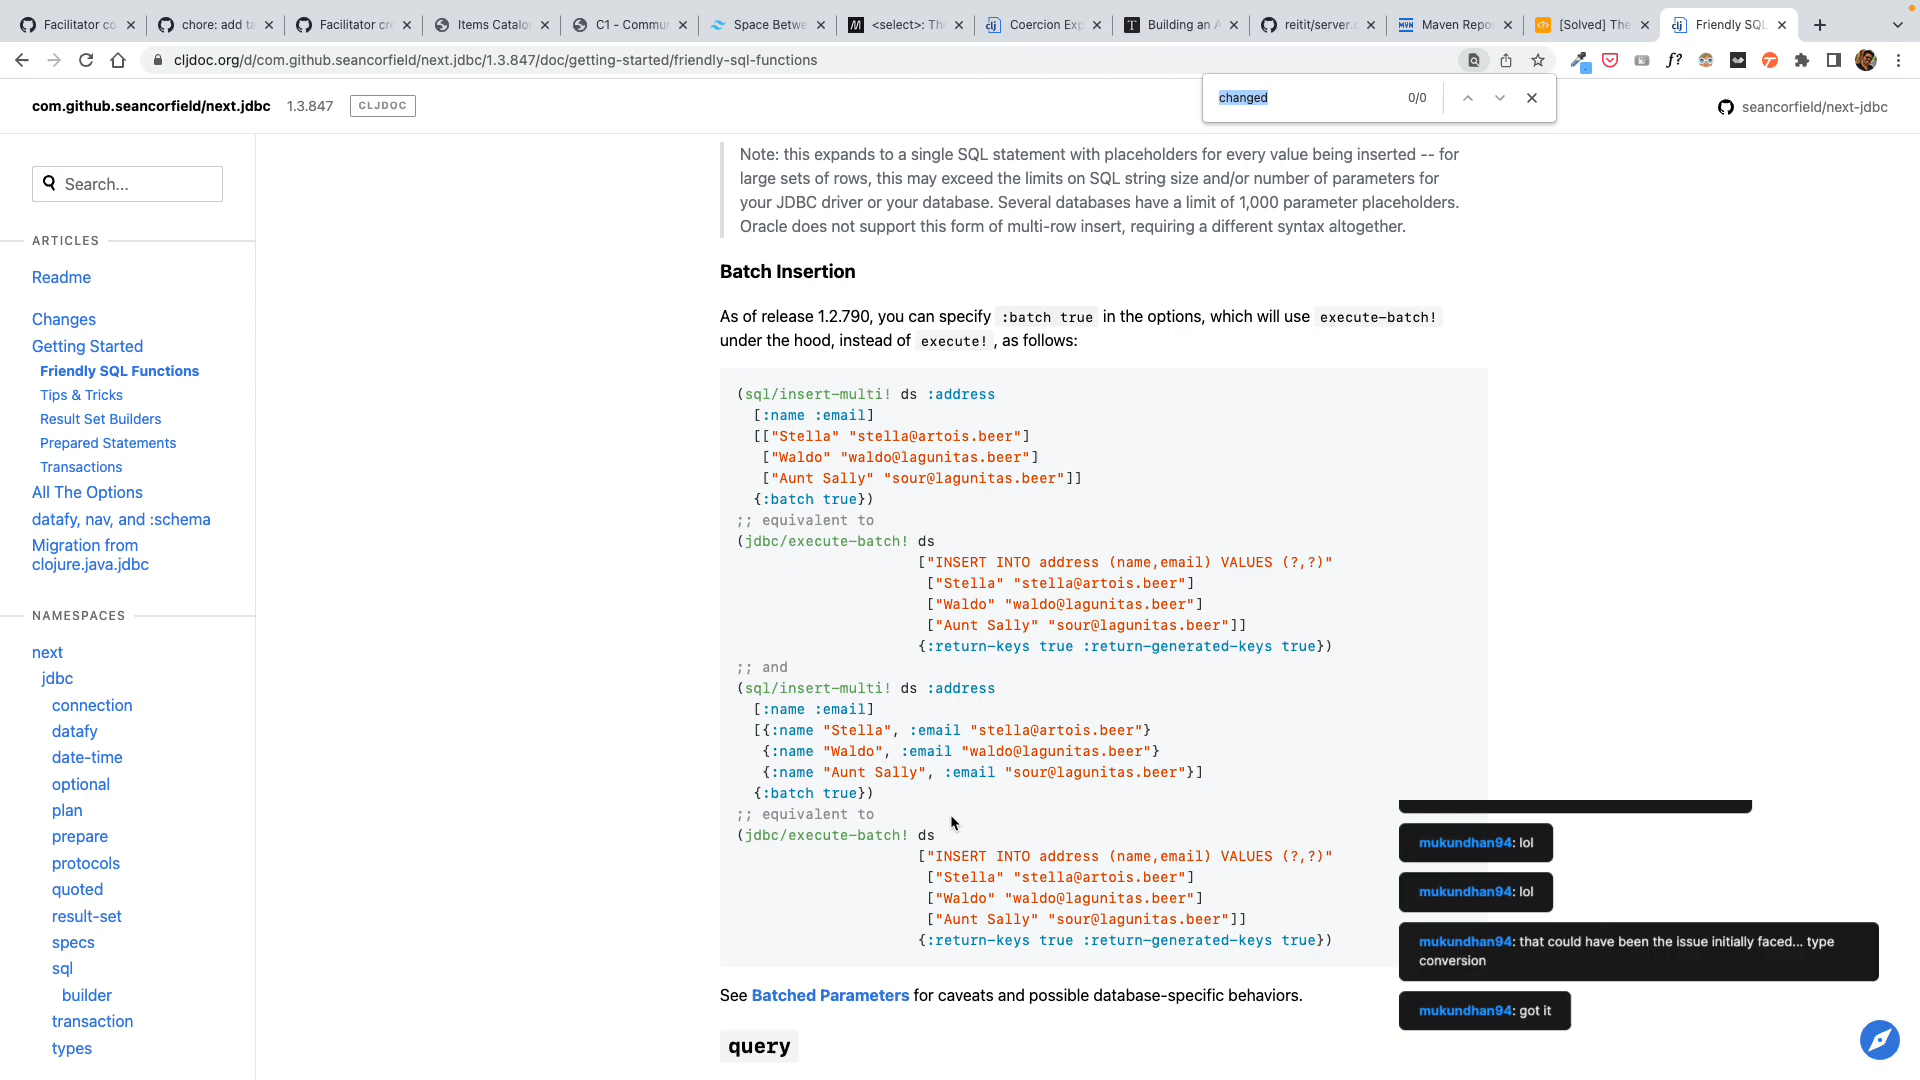 Facilitator co
chore: add ta
Facilitator cre
Items Catalo
C1 - Commu
Space Betwe
<select>: Th
Coercion Exp
Building an A
reitit/server.c
Maven Repo
[Solved] The
Friendly SQL
cljdoc.org/d/com.github.seancorfield/next.jdbc/1.3.847/doc/getting-started/friendly-sql-functions
changed 0/0
com.github.seancorfield/next.jdbc 1.3.847 CLJDOC
seancorfield/next-jdbc
Search...
ARTICLES
Readme
Changes
Getting Started
Friendly SQL Functions
Tips & Tricks
Result Set Builders
Prepared Statements
Transactions
All The Options
datafy, nav, and :schema
Migration from
clojure.java.jdbc
NAMESPACES
next
jdbc
connection
datafy
date-time
optional
plan
prepare
protocols
quoted
result-set
specs
sql
builder
transaction
types
Note: this expands to a single SQL statement with placeholders for every value being inserted -- for
large sets of rows, this may exceed the limits on SQL string size and/or number of parameters for
your JDBC driver or your database. Several databases have a limit of 1,000 parameter placeholders.
Oracle does not support this form of multi-row insert, requiring a different syntax altogether.
Batch Insertion
As of release 1.2.790, you can specify :batch true in the options, which will use execute-batch!
under the hood, instead of execute! , as follows:
(sql/insert-multi! ds :address
  [:name :email]
  [["Stella" "stella@artois.beer"]
   ["Waldo" "waldo@lagunitas.beer"]
   ["Aunt Sally" "sour@lagunitas.beer"]]
  {:batch true})
;; equivalent to
(jdbc/execute-batch! ds
                     ["INSERT INTO address (name,email) VALUES (?,?)"
                      ["Stella" "stella@artois.beer"]
                      ["Waldo" "waldo@lagunitas.beer"]
                      ["Aunt Sally" "sour@lagunitas.beer"]]
                     {:return-keys true :return-generated-keys true})
;; and
(sql/insert-multi! ds :address
  [:name :email]
  [{:name "Stella", :email "stella@artois.beer"}
   {:name "Waldo", :email "waldo@lagunitas.beer"}
   {:name "Aunt Sally", :email "sour@lagunitas.beer"}]
  {:batch true})
;; equivalent to
(jdbc/execute-batch! ds
                     ["INSERT INTO address (name,email) VALUES (?,?)"
                      ["Stella" "stella@artois.beer"]
                      ["Waldo" "waldo@lagunitas.beer"]
                      ["Aunt Sally" "sour@lagunitas.beer"]]
                     {:return-keys true :return-generated-keys true})
See Batched Parameters for caveats and possible database-specific behaviors.
query
mukundhan94: lol
mukundhan94: lol
mukundhan94: that could have been the issue initially faced... type
conversion
mukundhan94: got it